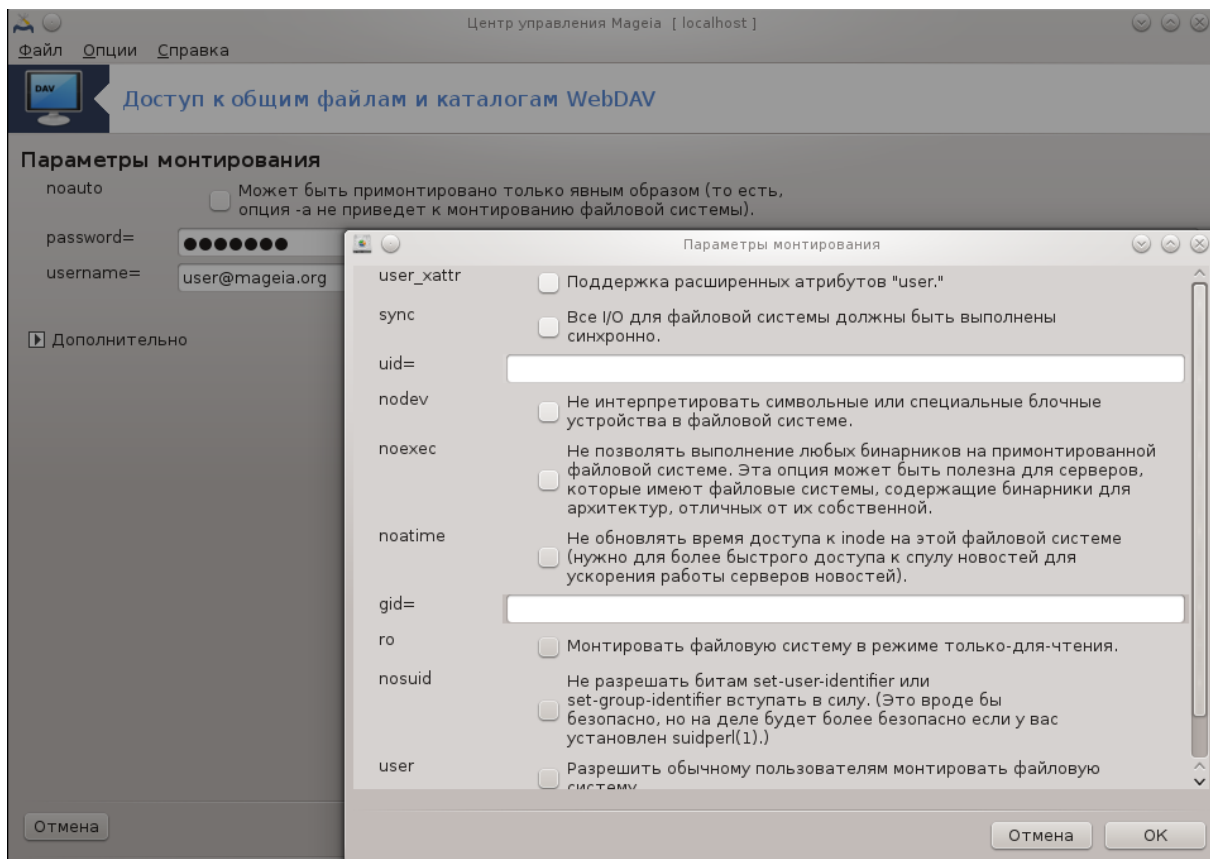 Центр управления Mageia [ localhost ]
Файл Опции Справка
DAV
Доступ к общим файлам и каталогам WebDAV
Параметры монтирования
noauto
Может быть примонтировано только явным образом (то есть,
опция -a не приведет к монтированию файловой системы).
password=
●●●●●●●
username=
user@mageia.org
Дополнительно
Отмена
Параметры монтирования
user_xattr
Поддержка расширенных атрибутов "user."
sync
Все I/O для файловой системы должны быть выполнены
синхронно.
uid=
nodev
Не интерпретировать символьные или специальные блочные
устройства в файловой системе.
noexec
Не позволять выполнение любых бинарников на примонтированной
файловой системе. Эта опция может быть полезна для серверов,
которые имеют файловые системы, содержащие бинарники для
архитектур, отличных от их собственной.
noatime
Не обновлять время доступа к inode на этой файловой системе
(нужно для более быстрого доступа к спулу новостей для
ускорения работы серверов новостей).
gid=
ro
Монтировать файловую систему в режиме только-для-чтения.
nosuid
Не разрешать битам set-user-identifier или
set-group-identifier вступать в силу. (Это вроде бы
безопасно, но на деле будет более безопасно если у вас
установлен suidperl(1).)
user
Разрешить обычному пользователям монтировать файловую
систему.
Отмена
OK